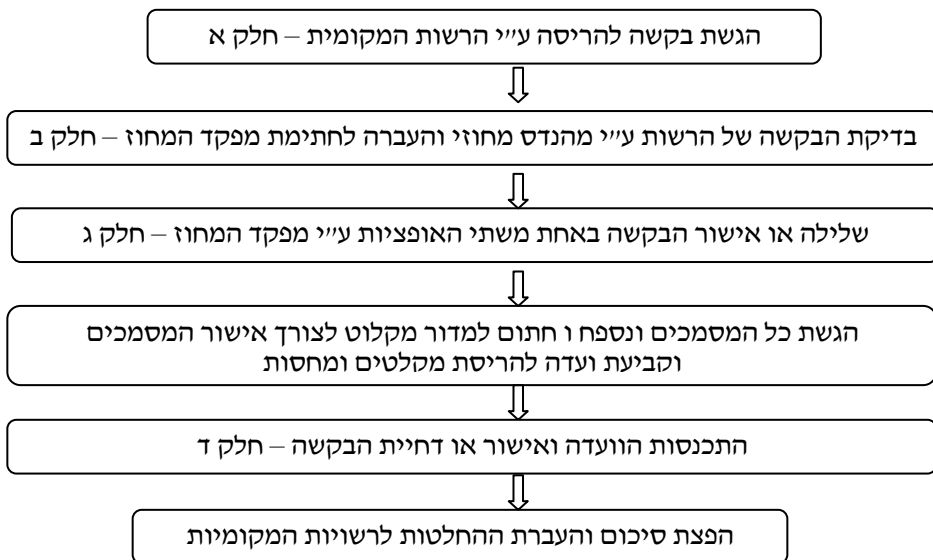 הגשת בקשה להריסה ע״י הרשות המקומית – חלק א
בדיקת הבקשה של הרשות ע״י מהנדס מחוזי והעברה לחתימת מפקד המחוז – חלק ב
שלילה או אישור הבקשה באחת משתי האופציות ע״י מפקד המחוז – חלק ג
הגשת כל המסמכים ונספח ו חתום למדור מקלוט לצורך אישור המסמכים
וקביעת ועדה להריסת מקלטים ומחסות
התכנסות הוועדה ואישור או דחיית הבקשה – חלק ד
הפצת סיכום והעברת ההחלטות לרשויות המקומיות